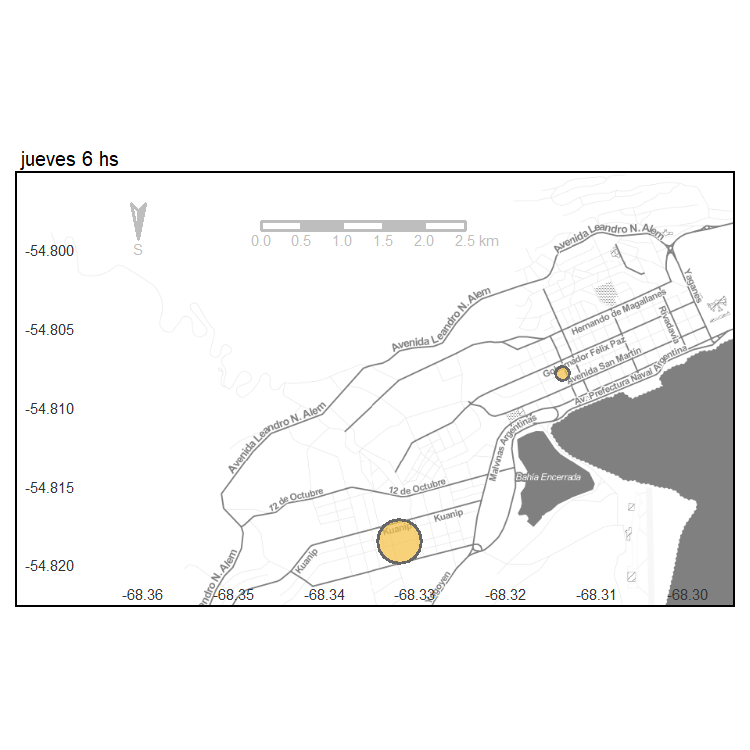 jueves 6 hs
S
0.0 0.5 1.0 1.5 2.0 2.5 km
-54.800
-54.805
-54.810
-54.815
-54.820
-68.36 -68.35 -68.34 -68.33 -68.32 -68.31 -68.30
Avenida Leandro N. Alem
Avenida Leandro N. Alem
Avenida Leandro N. Alem
Yaganes
Hernando de Magallanes
Rivadavia
Félix Paz
Avenida San Martín
Av. Prefectura Naval Argentina
Malvinas Argentinas
Bahía Encerrada
12 de Octubre
12 de Octubre
Kuanip
Kuanip
Kuanip